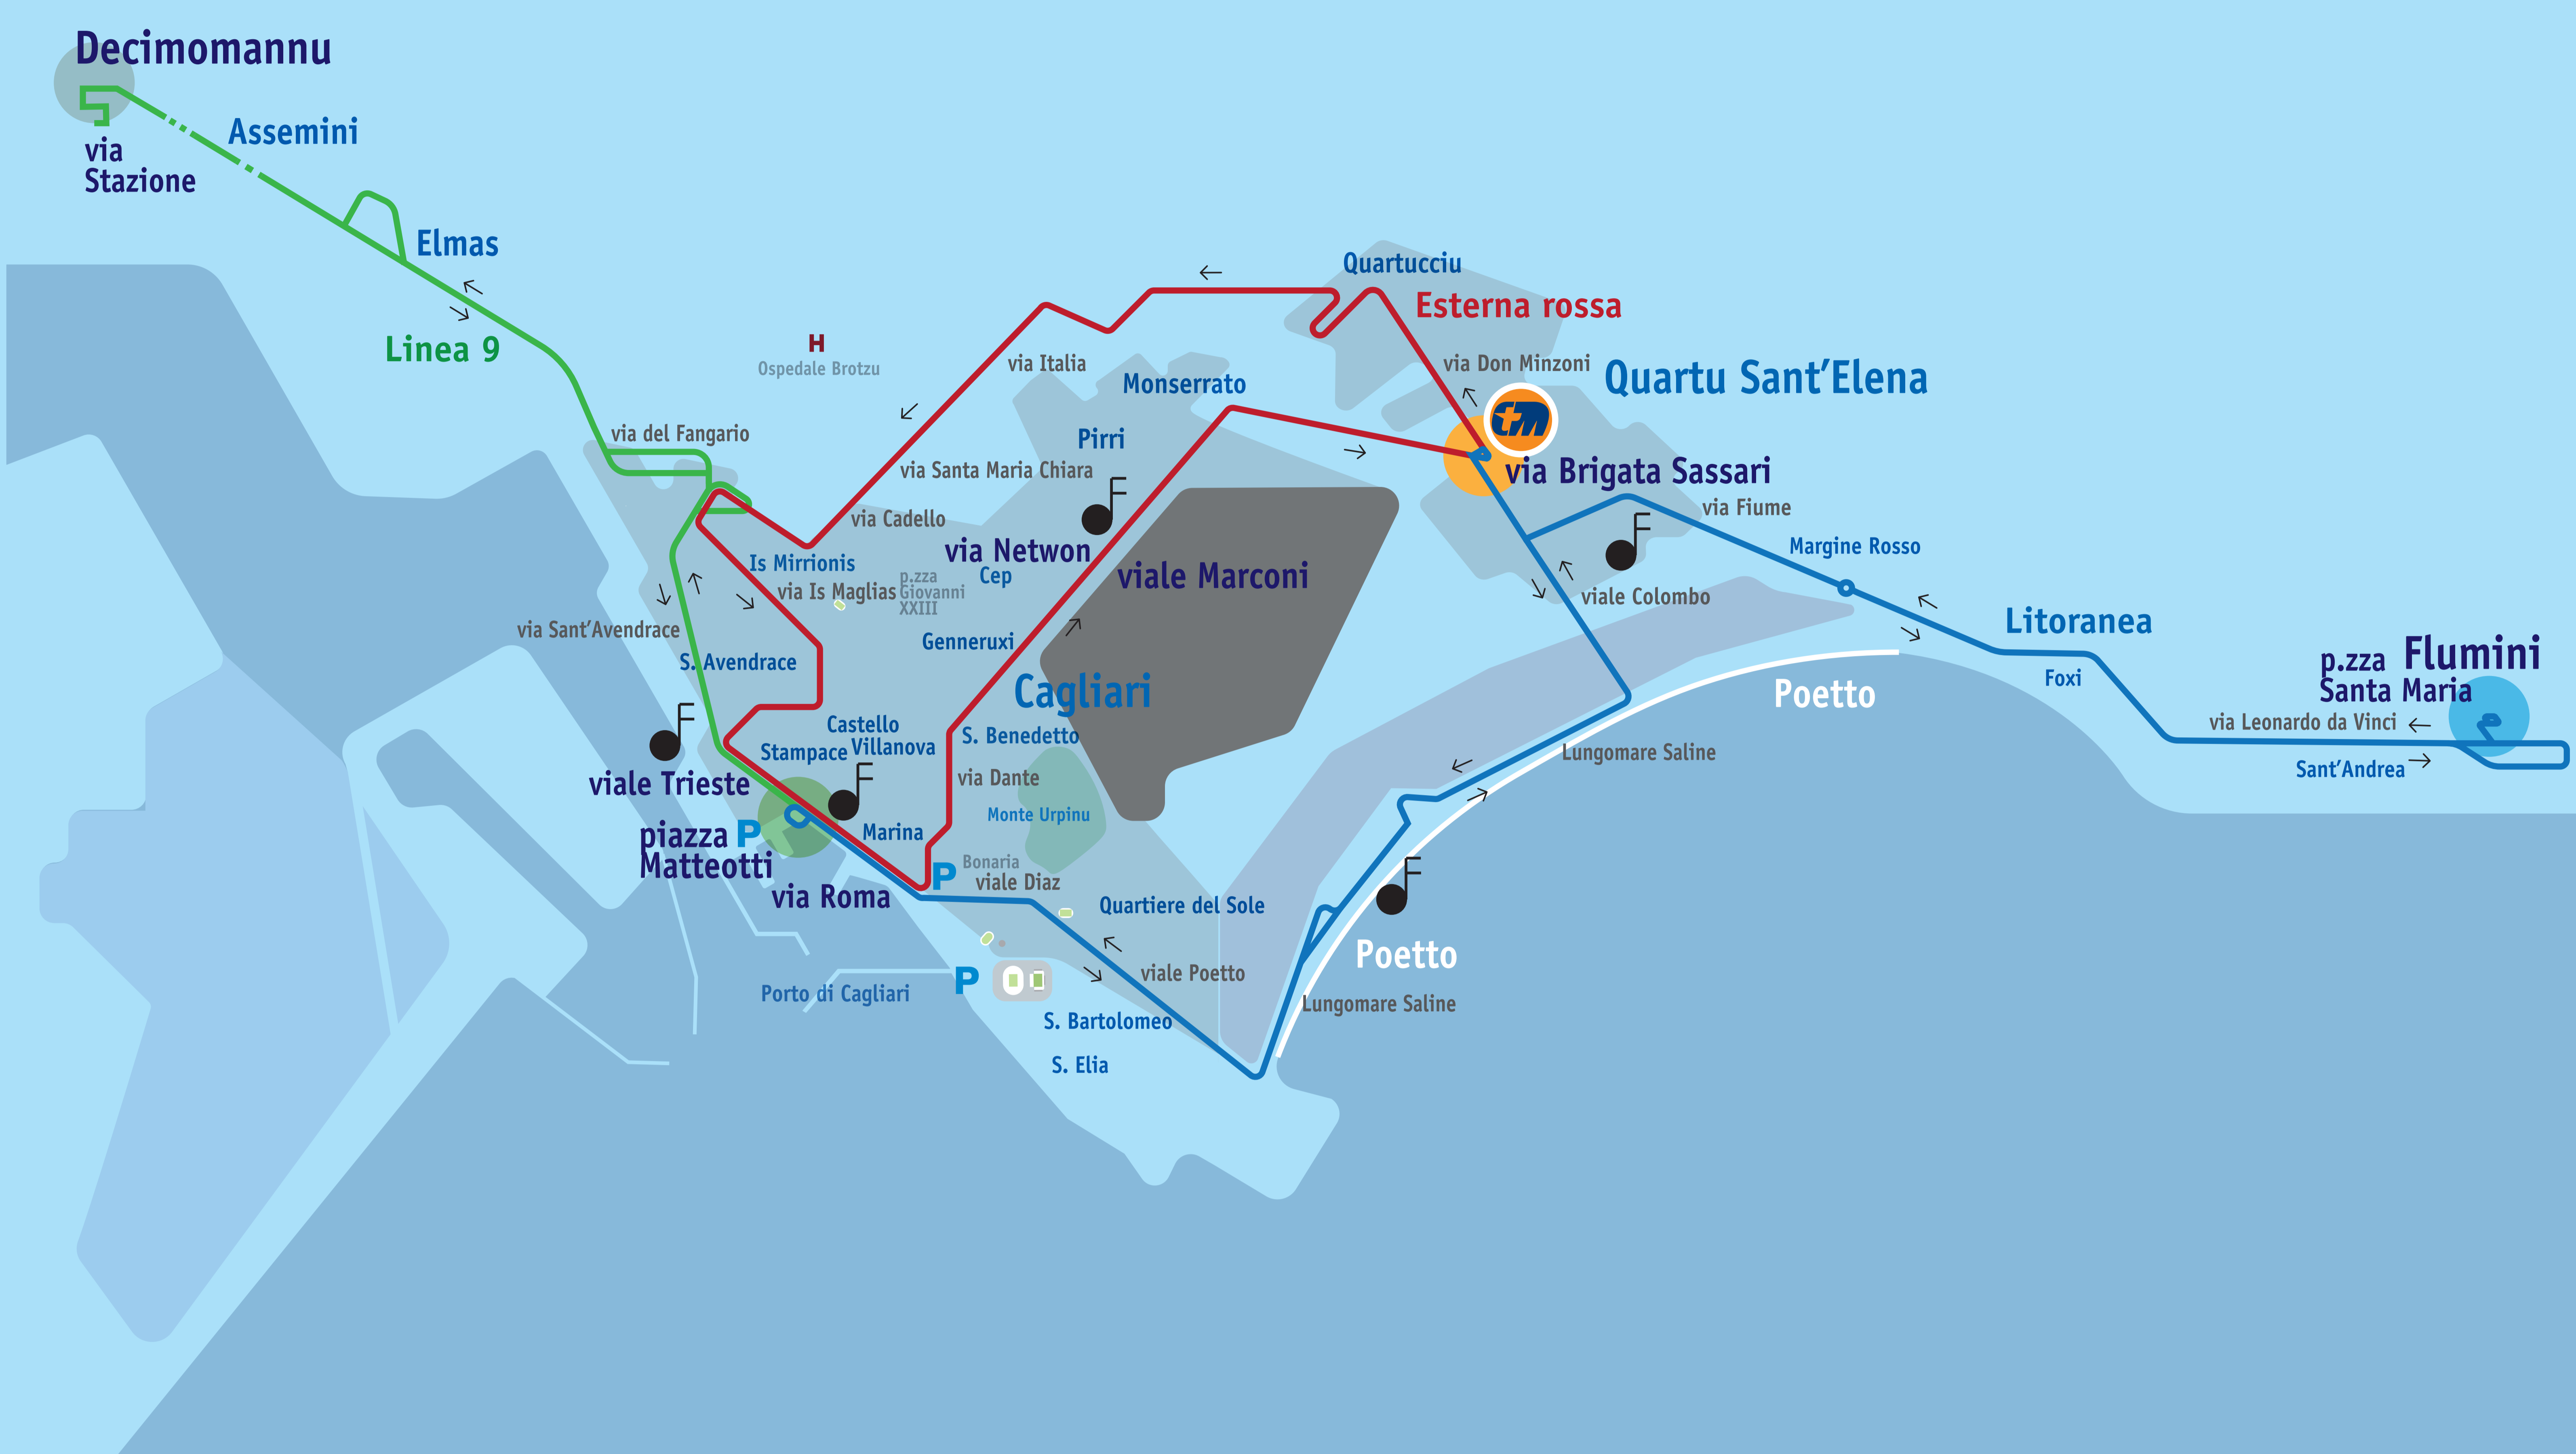 Decimomannu
via
Stazione
Assemini
Elmas
Linea 9
H
Ospedale Brotzu
via del Fangario
via Italia
Quartucciu
Esterna rossa
via Don Minzoni
Quartu Sant'Elena
tm
Monserrato
Pirri
via Santa Maria Chiara
via Cadello
F
via Netwon
Cep
viale Marconi
via Brigata Sassari
via Fiume
F
Margine Rosso
viale Colombo
Is Mirrionis
via Is Maglias
p.zza
Giovanni
XXIII
Genneruxi
via Sant'Avendrace
S. Avendrace
Cagliari
Litoranea
Foxi
Poetto
p.zza
Santa Maria
Flumini
via Leonardo da Vinci
Sant'Andrea
Castello
Stampace
Villanova
S. Benedetto
via Dante
Monte Urpinu
Lungomare Saline
F
viale Trieste
F
piazza
Matteotti
P
Marina
via Roma
P
Bonaria
viale Diaz
Quartiere del Sole
F
Poetto
viale Poetto
Lungomare Saline
P
Porto di Cagliari
S. Bartolomeo
S. Elia